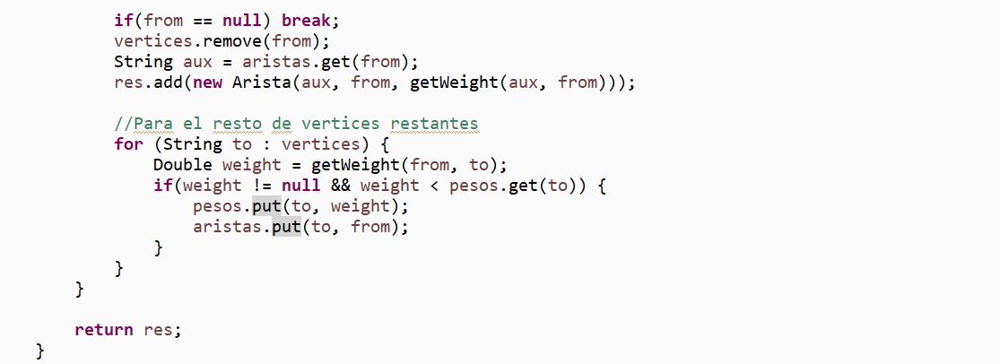 if(from == null) break;
vertices.remove(from);
String aux = aristas.get(from);
res.add(new Arista(aux, from, getWeight(aux, from)));
//Para el resto de vertices restantes
for (String to : vertices) {
Double weight = getWeight(from, to);
if(weight != null && weight < pesos.get(to)) {
pesos.put(to, weight);
aristas.put(to, from);
}
}
}
return res;
}